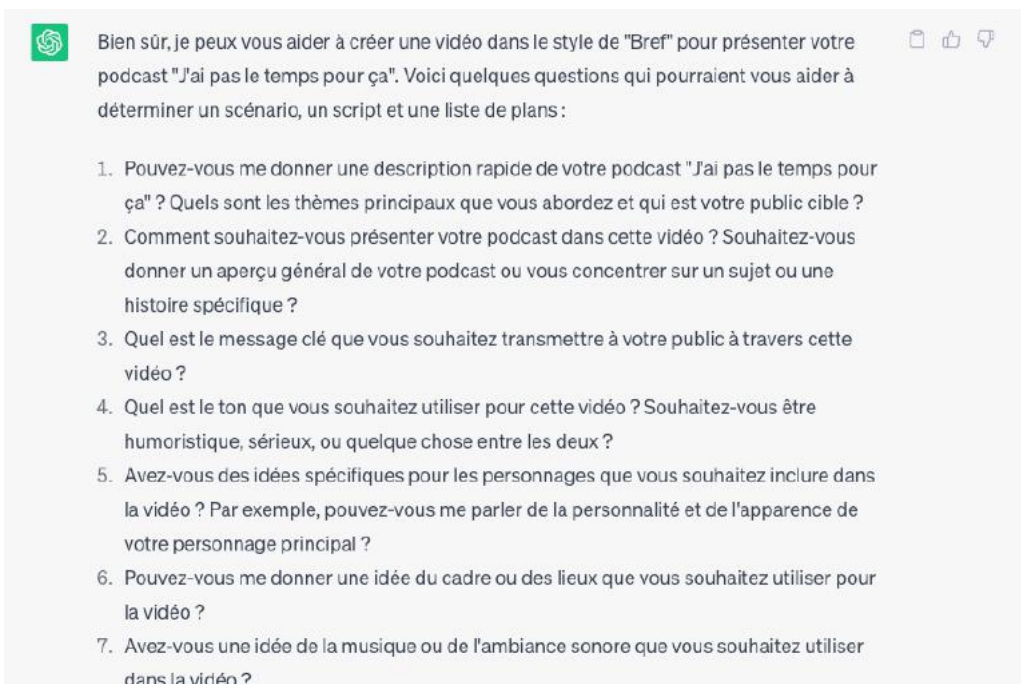 Bien sûr, je peux vous aider à créer une vidéo dans le style de "Bref" pour présenter votre
podcast "J'ai pas le temps pour ça". Voici quelques questions qui pourraient vous aider à
déterminer un scénario, un script et une liste de plans :
1. Pouvez-vous me donner une description rapide de votre podcast "J'ai pas le temps pour
ça" ? Quels sont les thèmes principaux que vous abordez et qui est votre public cible ?
2. Comment souhaitez-vous présenter votre podcast dans cette vidéo ? Souhaitez-vous
donner un aperçu général de votre podcast ou vous concentrer sur un sujet ou une
histoire spécifique ?
3. Quel est le message clé que vous souhaitez transmettre à votre public à travers cette
vidéo ?
4. Quel est le ton que vous souhaitez utiliser pour cette vidéo ? Souhaitez-vous être
humoristique, sérieux, ou quelque chose entre les deux ?
5. Avez-vous des idées spécifiques pour les personnages que vous souhaitez inclure dans
la vidéo ? Par exemple, pouvez-vous me parler de la personnalité et de l'apparence de
votre personnage principal ?
6. Pouvez-vous me donner une idée du cadre ou des lieux que vous souhaitez utiliser pour
la vidéo ?
7. Avez-vous une idée de la musique ou de l'ambiance sonore que vous souhaitez utiliser
dans la vidéo ?